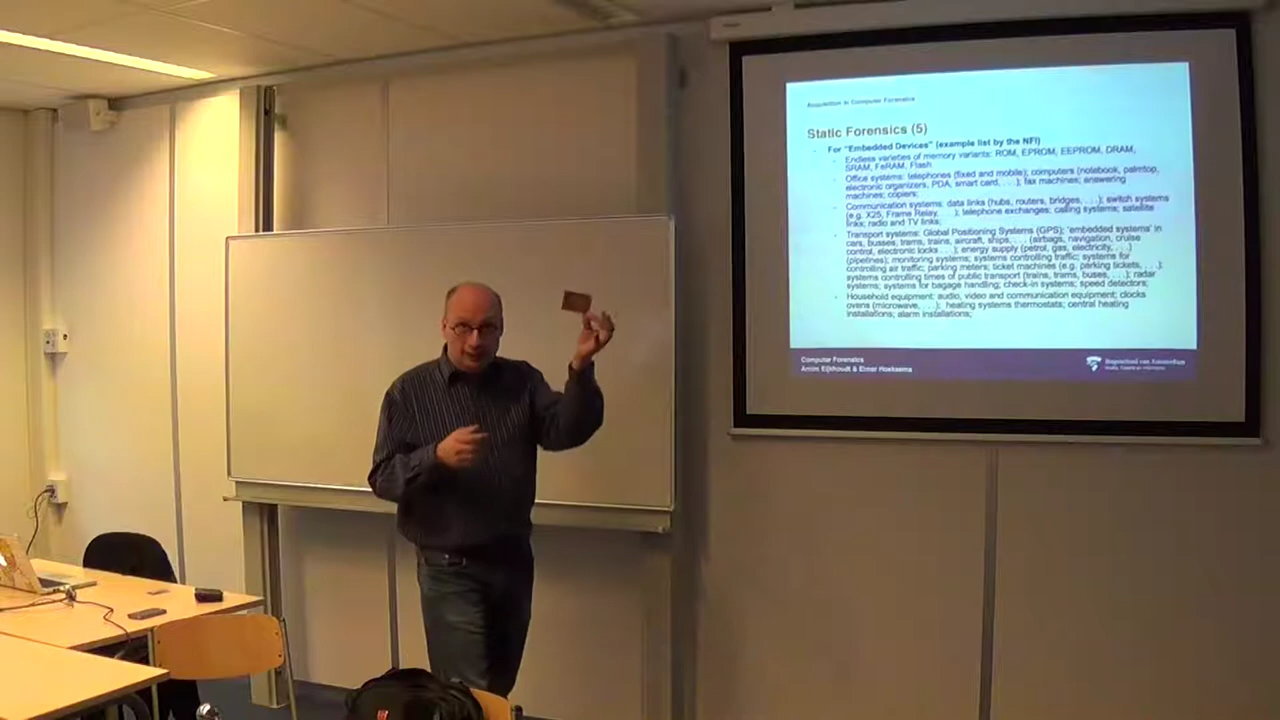 Acquisition in Computer Forensics
Static Forensics (5)
For "Embedded Devices" (example list by the NFI)
Endless varieties of memory variants: ROM, EPROM, EEPROM, DRAM,
SRAM, FeRAM, Flash
Office systems: telephones (fixed and mobile); computers (notebook, palmtop,
electronic organizers, PDA, smart card, . . . ); fax machines; answering
machines; copiers;
Communication systems: data links (hubs, routers, bridges, . . . ); switch systems
(e.g. X25, Frame Relay, . . . ); telephone exchanges; calling systems; satellite
links; radio and TV links;
Transport systems: Global Positioning Systems (GPS); 'embedded systems' in
cars, busses, trams, trains, aircraft, ships, . . . (airbags, navigation, cruise
control, electronic locks . . . ); energy supply (petrol, gas, electricity, . . . )
(pipelines); monitoring systems; systems controlling traffic; systems for
controlling air traffic; parking meters; ticket machines (e.g. parking tickets, . . . );
systems controlling times of public transport (trains, trams, buses, . . . ); radar
systems; systems for bagage handling; check-in systems; speed detectors;
Household equipment: audio, video and communication equipment; clocks
ovens (microwave, . . . ); heating systems thermostats; central heating
installations; alarm installations;
Computer Forensics
Arnim Eijkhoudt & Elmer Hoeksema
Hogeschool van Amsterdam